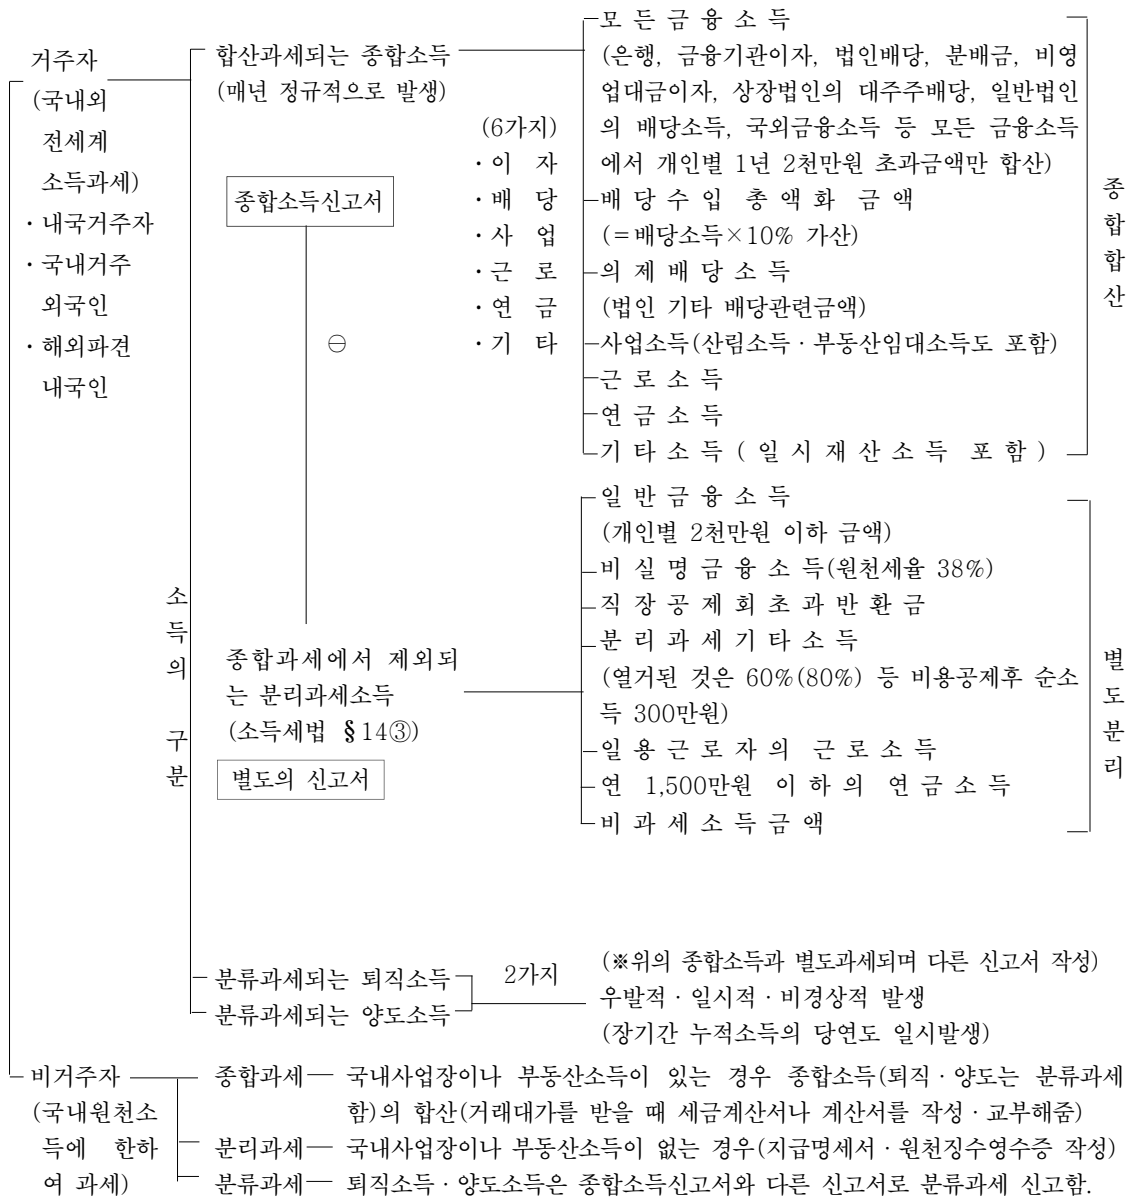 거주자
(국내외
전세계
소득과세)
·내국거주자
·국내거주
외국인
·해외파견
내국인
소득의 구분
합산과세되는 종합소득
(매년 정규적으로 발생)
종합소득신고서
⊖
(6가지)
·이 자
·배 당
·사 업
·근 로
·연 금
·기 타
모든금융소득
(은행, 금융기관이자, 법인배당, 분배금, 비영
업대금이자, 상장법인의 대주주배당, 일반법인
의 배당소득, 국외금융소득 등 모든 금융소득
에서 개인별 1년 2천만원 초과금액만 합산)
배당수입 총액화 금액
(=배당소득×10% 가산)
의제배당소득
(법인 기타 배당관련금액)
사업소득(산림소득·부동산임대소득도 포함)
근로소득
연금소득
기타소득(일시재산소득 포함)
종합합산
종합과세에서 제외되
는 분리과세소득
(소득세법 §14③)
별도의 신고서
일반금융소득
(개인별 2천만원 이하 금액)
비실명금융소득(원천세율 38%)
직장공제회초과반환금
분리과세기타소득
(열거된 것은 60%(80%) 등 비용공제후 순소
득 300만원)
일용근로자의 근로소득
연 1,500만원 이하의 연금소득
비과세소득금액
별도분리
분류과세되는 퇴직소득
분류과세되는 양도소득
2가지
(※위의 종합소득과 별도과세되며 다른 신고서 작성)
우발적·일시적·비경상적 발생
(장기간 누적소득의 당연도 일시발생)
비거주자
(국내원천소
득에 한하
여 과세)
종합과세— 국내사업장이나 부동산소득이 있는 경우 종합소득(퇴직·양도는 분류과세
함)의 합산(거래대가를 받을 때 세금계산서나 계산서를 작성·교부해줌)
분리과세— 국내사업장이나 부동산소득이 없는 경우(지급명세서·원천징수영수증 작성)
분류과세— 퇴직소득·양도소득은 종합소득신고서와 다른 신고서로 분류과세 신고함.